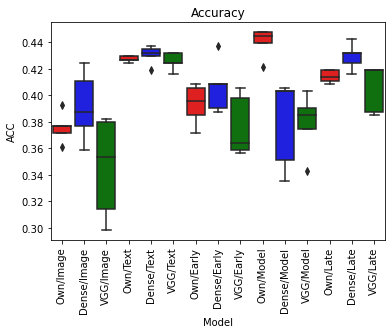 Accuracy
ACC
0.44
0.42
0.40
0.38
0.36
0.34
0.32
0.30
Own/Image
Dense/Image
VGG/Image
Own/Text
Dense/Text
VGG/Text
Own/Early
Dense/Early
VGG/Early
Own/Model
Dense/Model
VGG/Model
Own/Late
Dense/Late
VGG/Late
Model